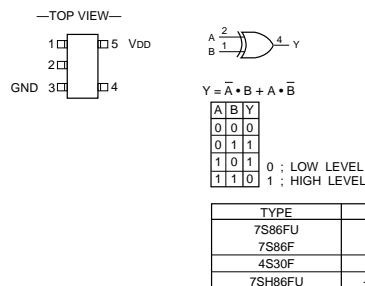 —TOP VIEW—
1 5 VDD
2
GND 3 4
A 2
B 1
4 Y
Y = A̅ • B + A • B̅
A B Y
0 0 0
0 1 1
1 0 1
1 1 0
0 ; LOW LEVEL
1 ; HIGH LEVEL
TYPE
7S86FU
7S86F
4S30F
7SH86FU